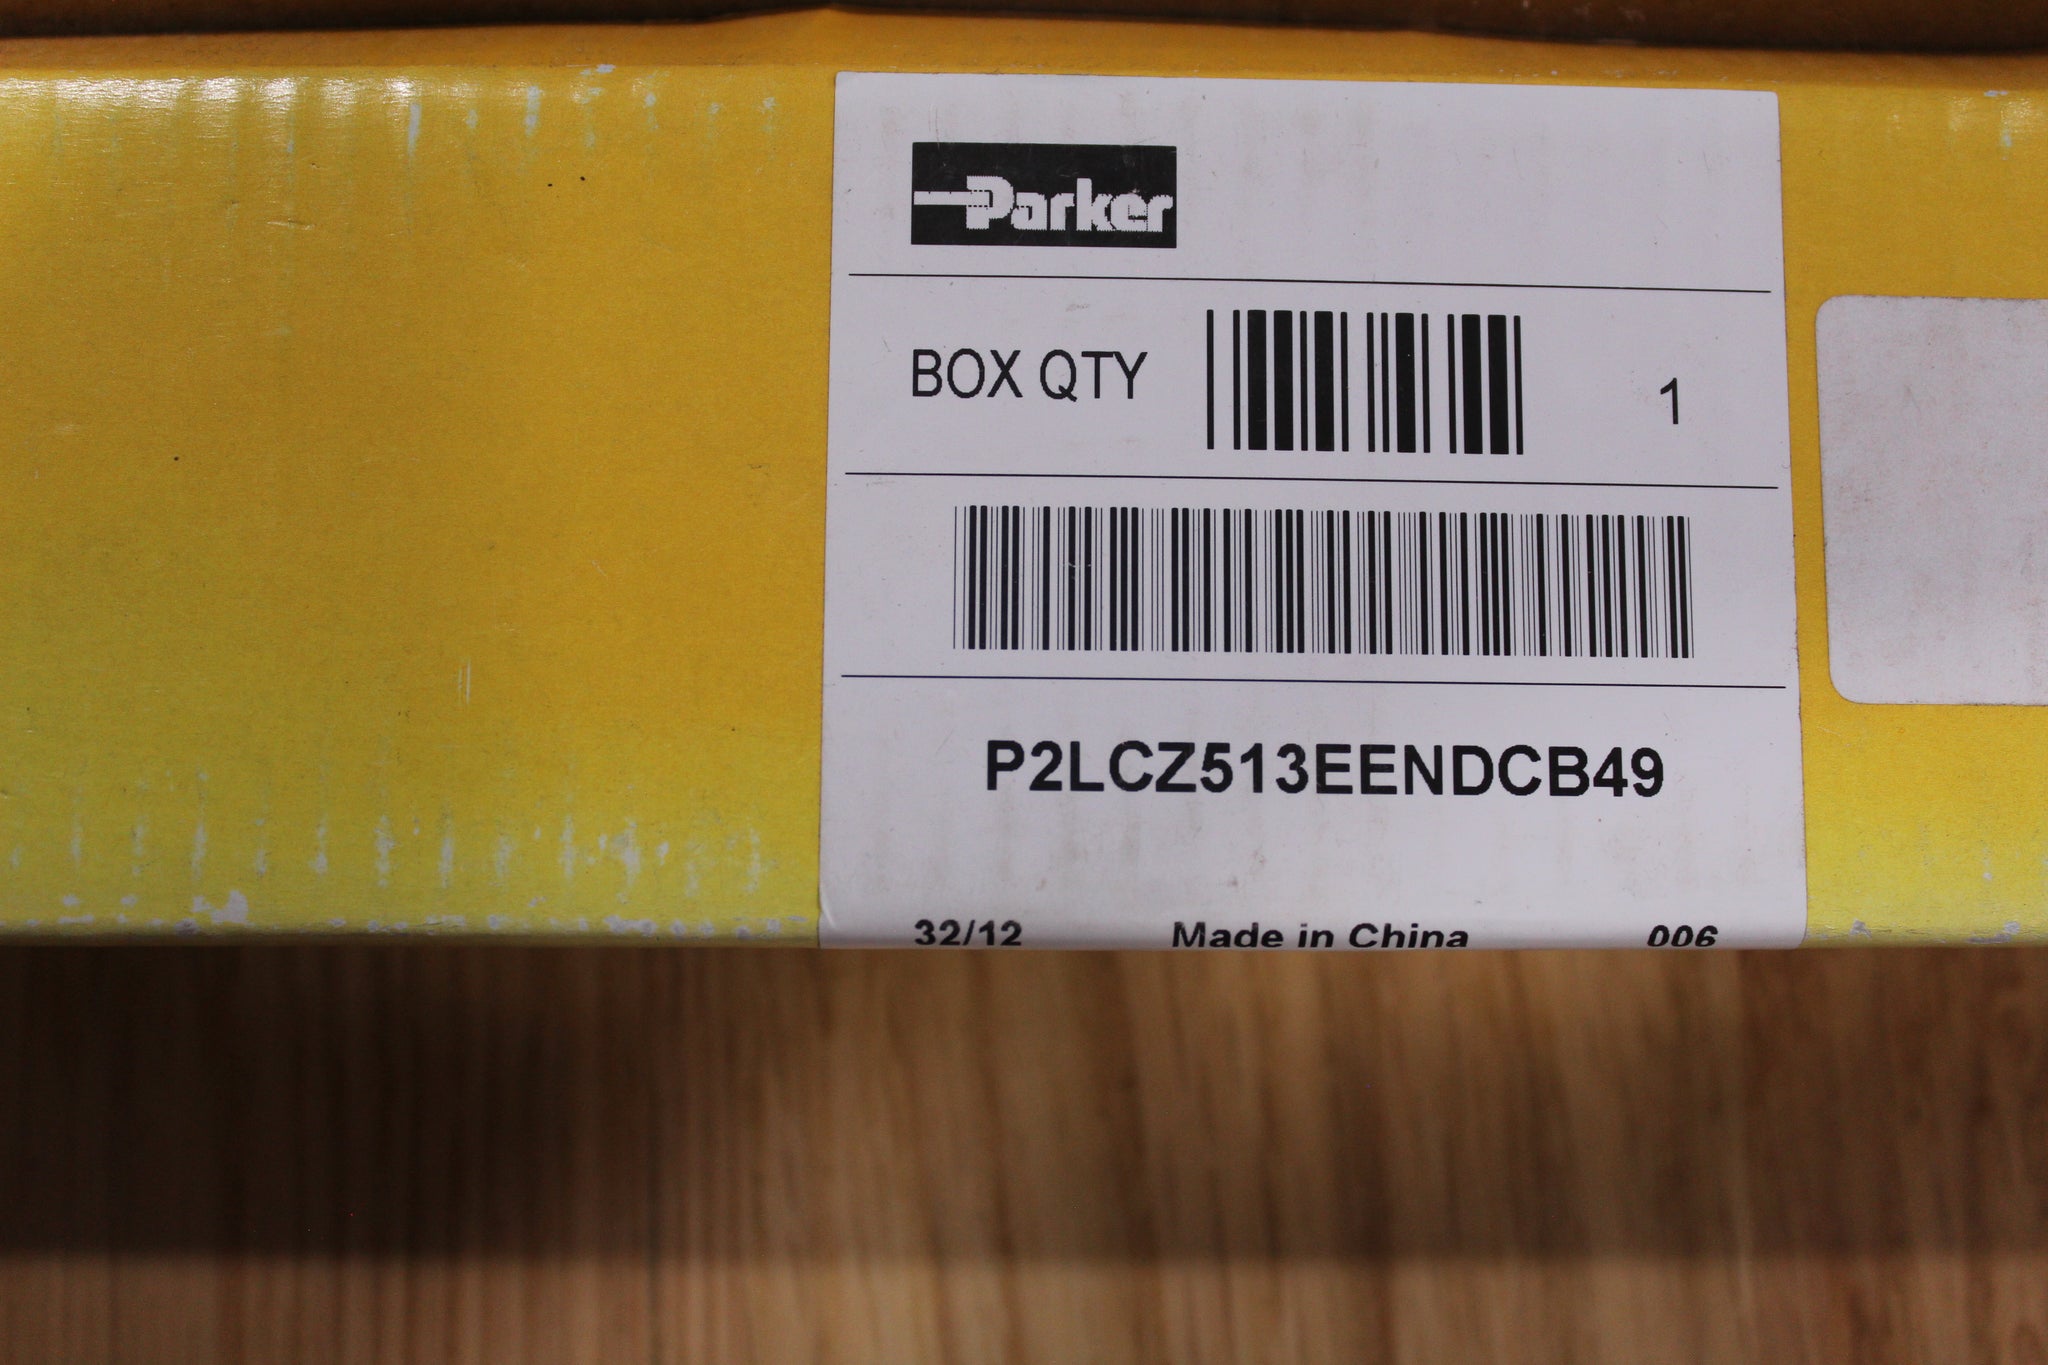 Parker
BOX QTY 1
P2LCZ513EENDCB49
32/12 Made in China 006